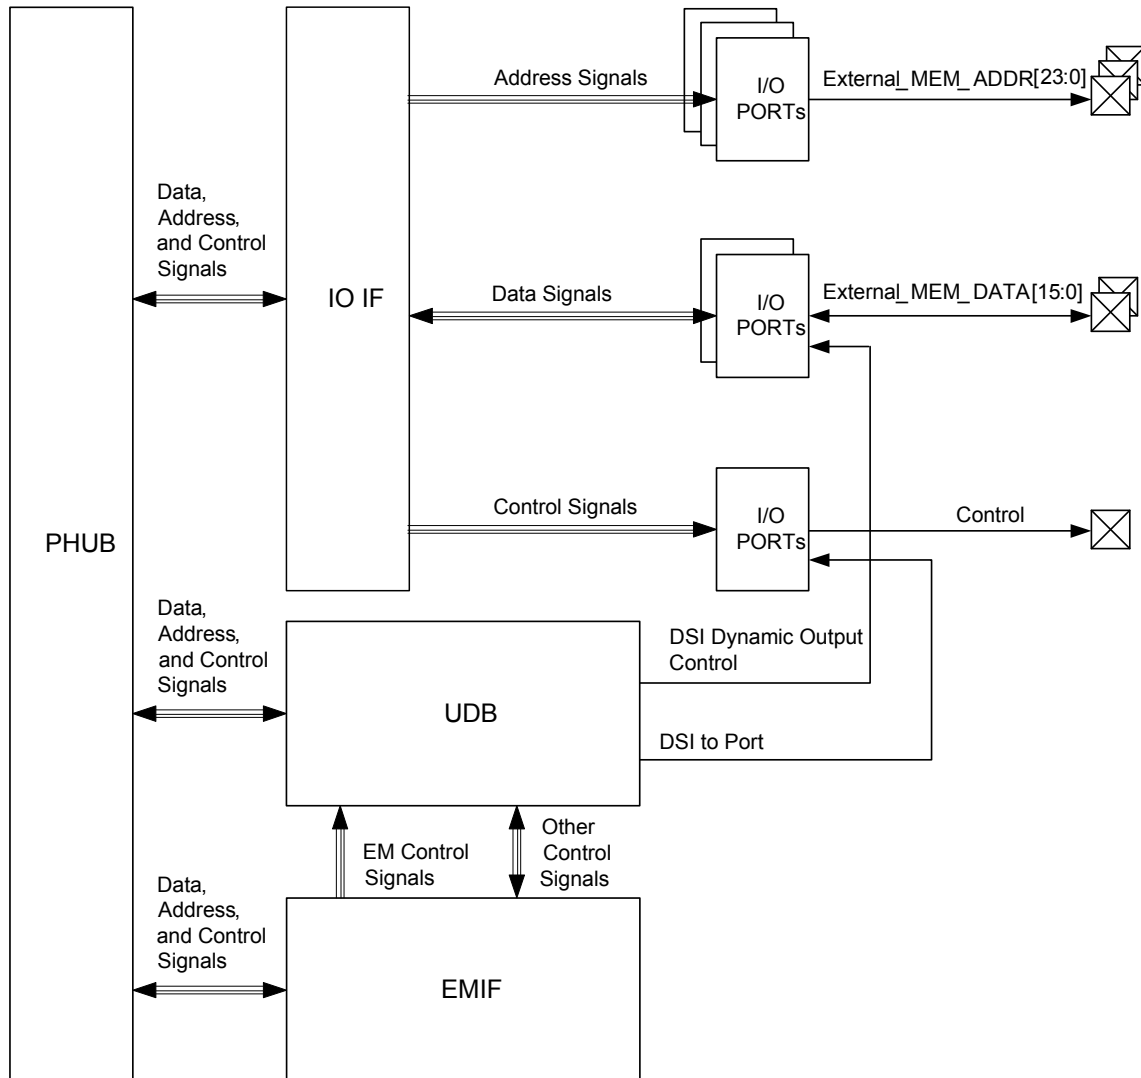 Address Signals
I/O
PORTs
External_MEM_ADDR[23:0]
Data,
Address,
and Control
Signals
IO IF
Data Signals
I/O
PORTs
External_MEM_DATA[15:0]
Control Signals
I/O
PORTs
Control
PHUB
Data,
Address,
and Control
Signals
UDB
DSI Dynamic Output
Control
DSI to Port
EM Control
Signals
Other
Control
Signals
Data,
Address,
and Control
Signals
EMIF